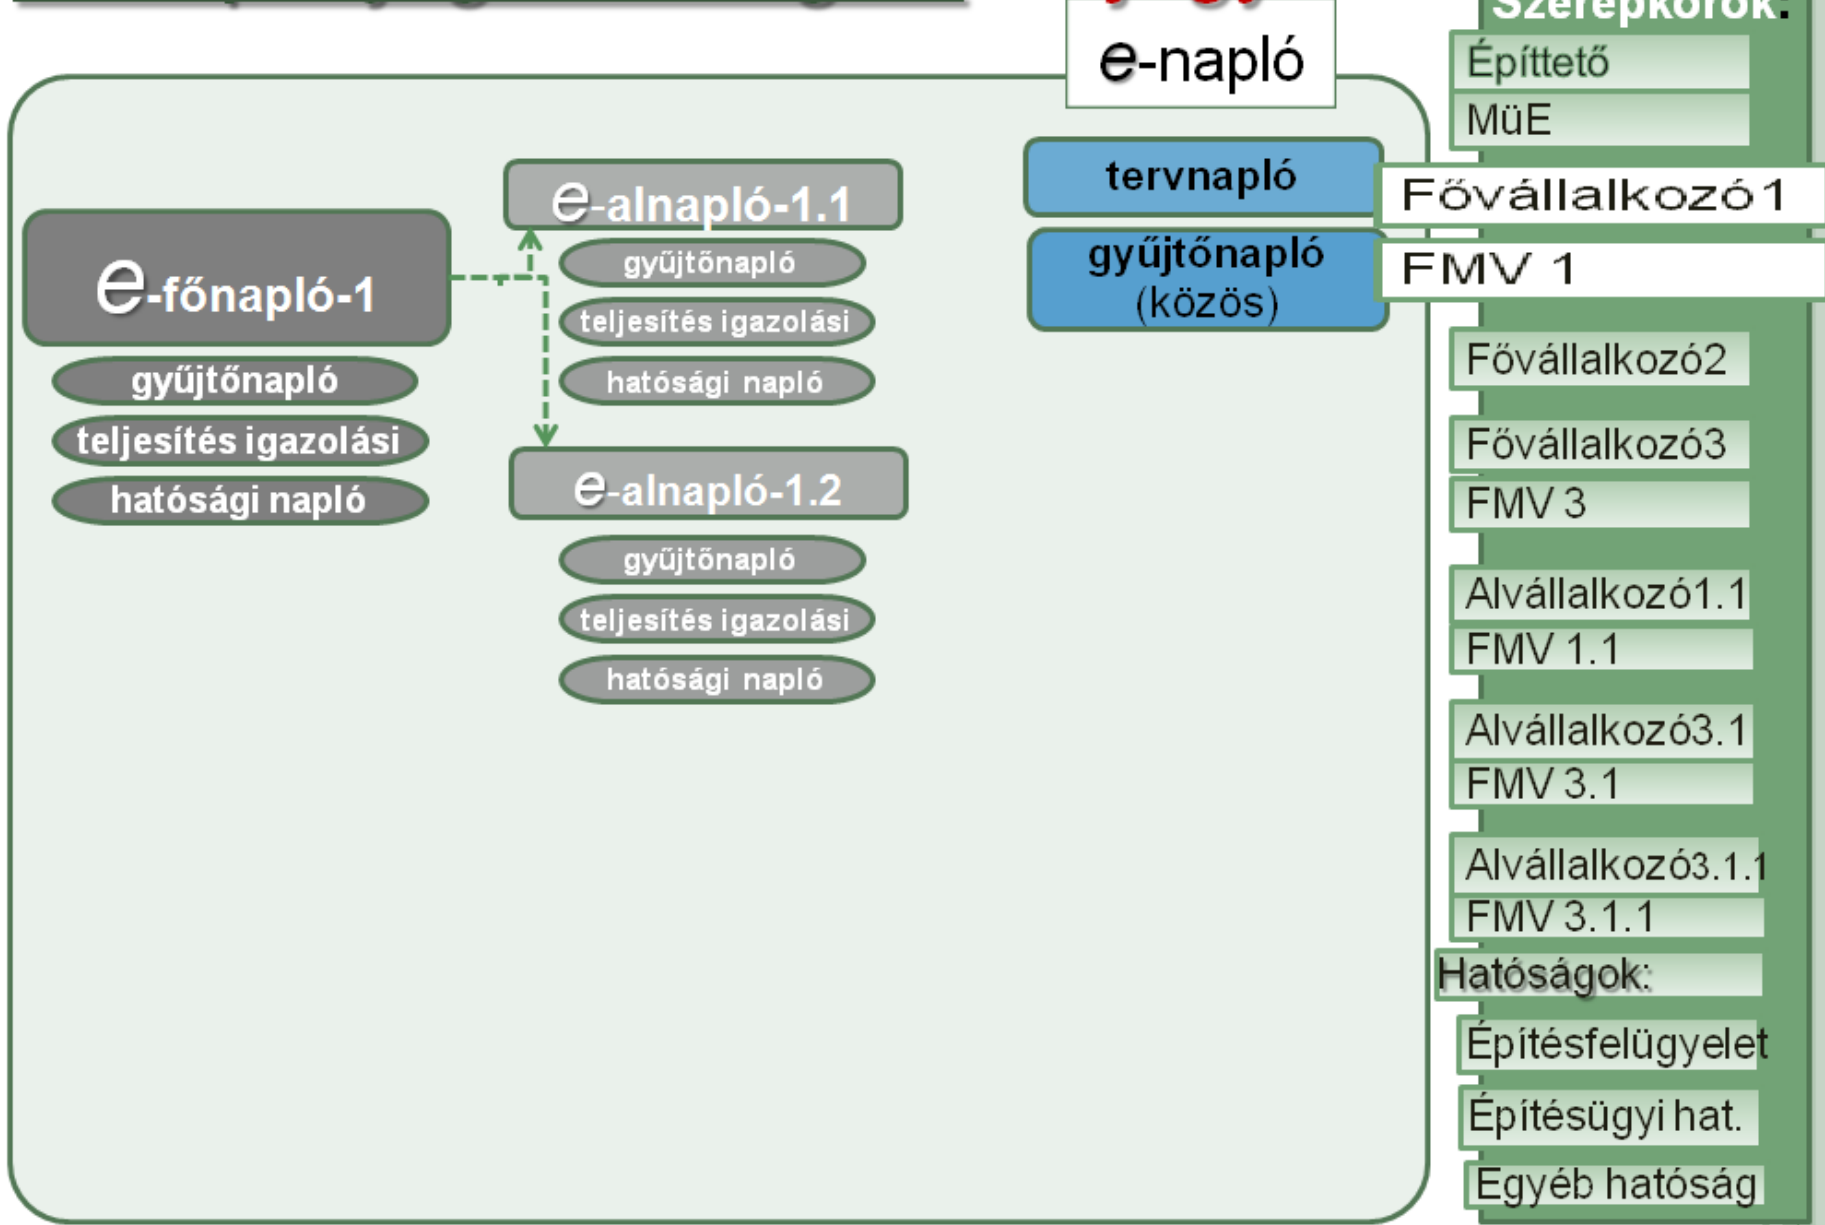 e-napló
e-főnapló-1
gyűjtőnapló
teljesítés igazolási
hatósági napló
e-alnapló-1.1
gyűjtőnapló
teljesítés igazolási
hatósági napló
e-alnapló-1.2
gyűjtőnapló
teljesítés igazolási
hatósági napló
tervnapló
gyűjtőnapló
(közös)
Szerepkörök:
Építtető
MüE
Fővállalkozó1
FMV 1
Fővállalkozó2
Fővállalkozó3
FMV 3
Alvállalkozó1.1
FMV 1.1
Alvállalkozó3.1
FMV 3.1
Alvállalkozó3.1.1
FMV 3.1.1
Hatóságok:
Építésfelügyelet
Építésügyi hat.
Egyéb hatóság